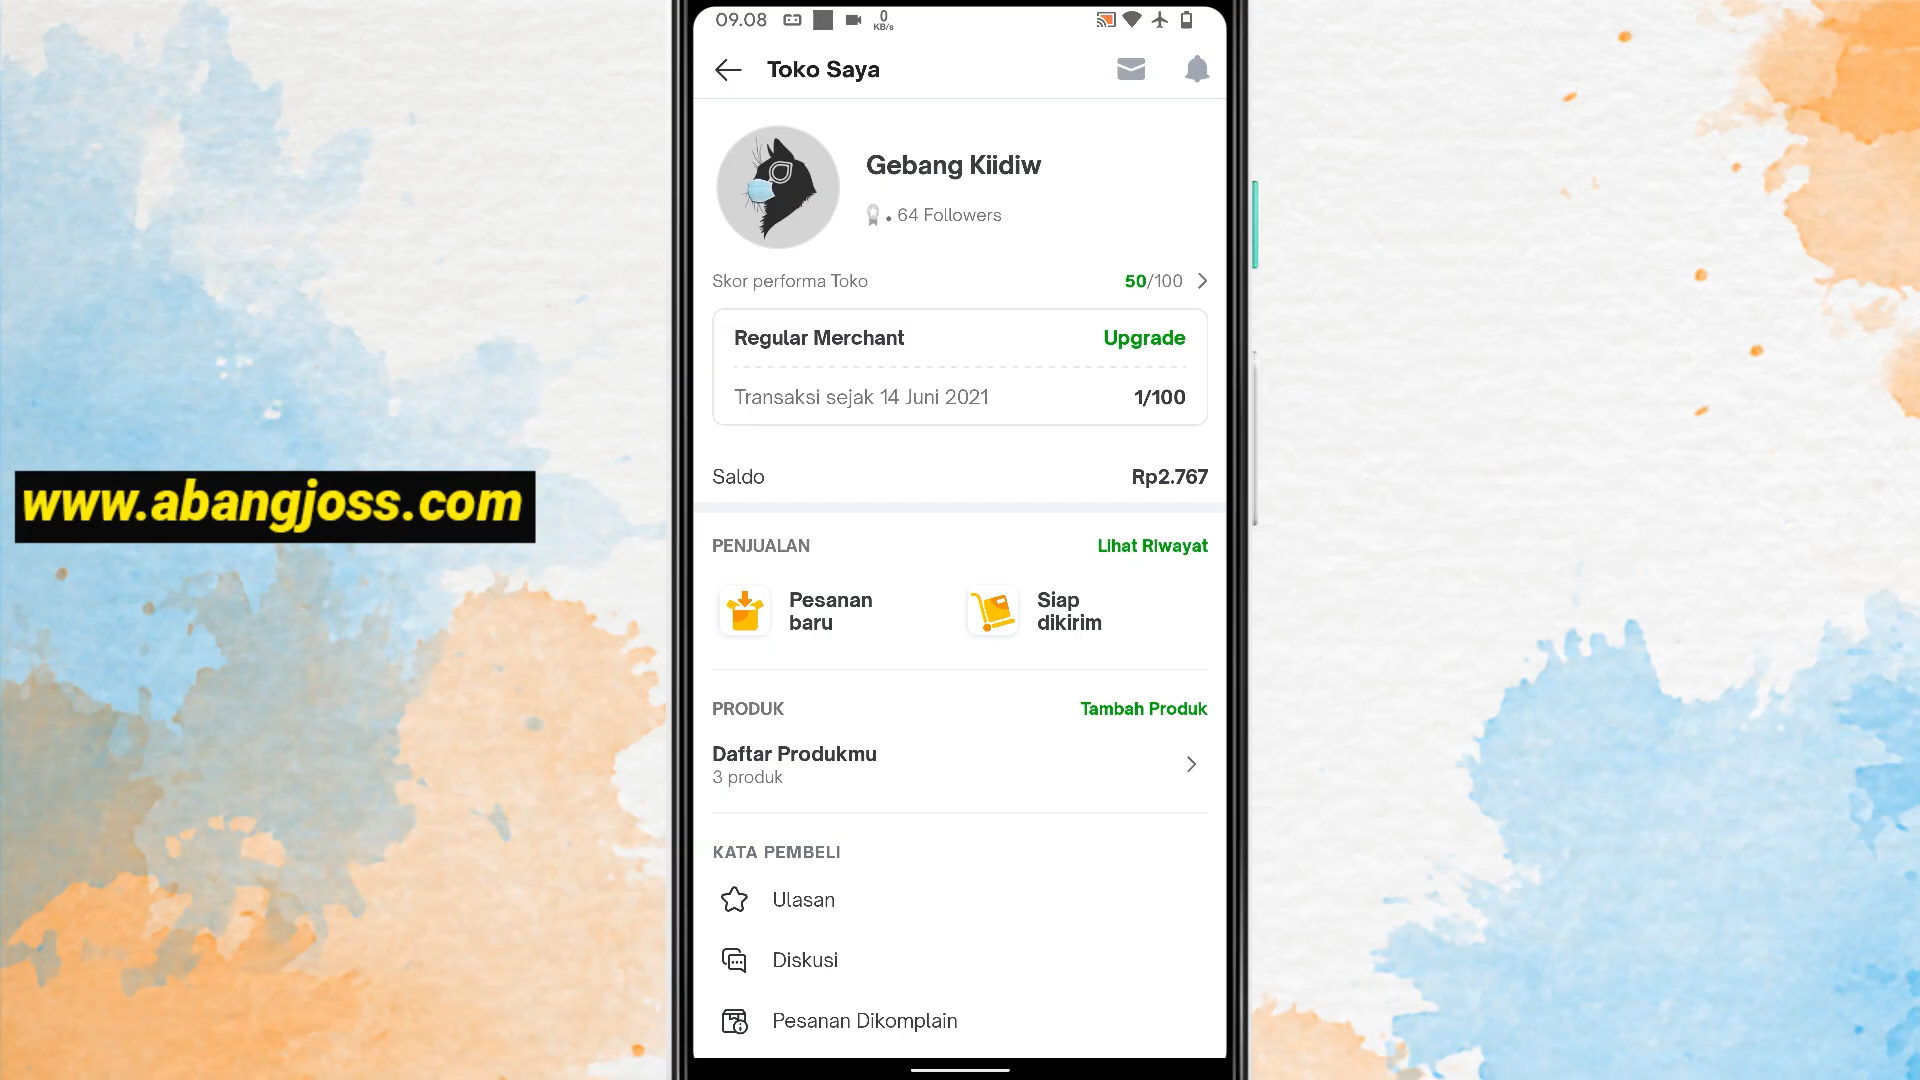 09.08
0
KB/s
Toko Saya
Gebang Kiidiw
64 Followers
Skor performa Toko 50/100
Regular Merchant Upgrade
Transaksi sejak 14 Juni 2021 1/100
Saldo Rp2.767
www.abangjoss.com
PENJUALAN Lihat Riwayat
Pesanan
baru
Siap
dikirim
PRODUK Tambah Produk
Daftar Produkmu
3 produk
KATA PEMBELI
Ulasan
Diskusi
Pesanan Dikomplain